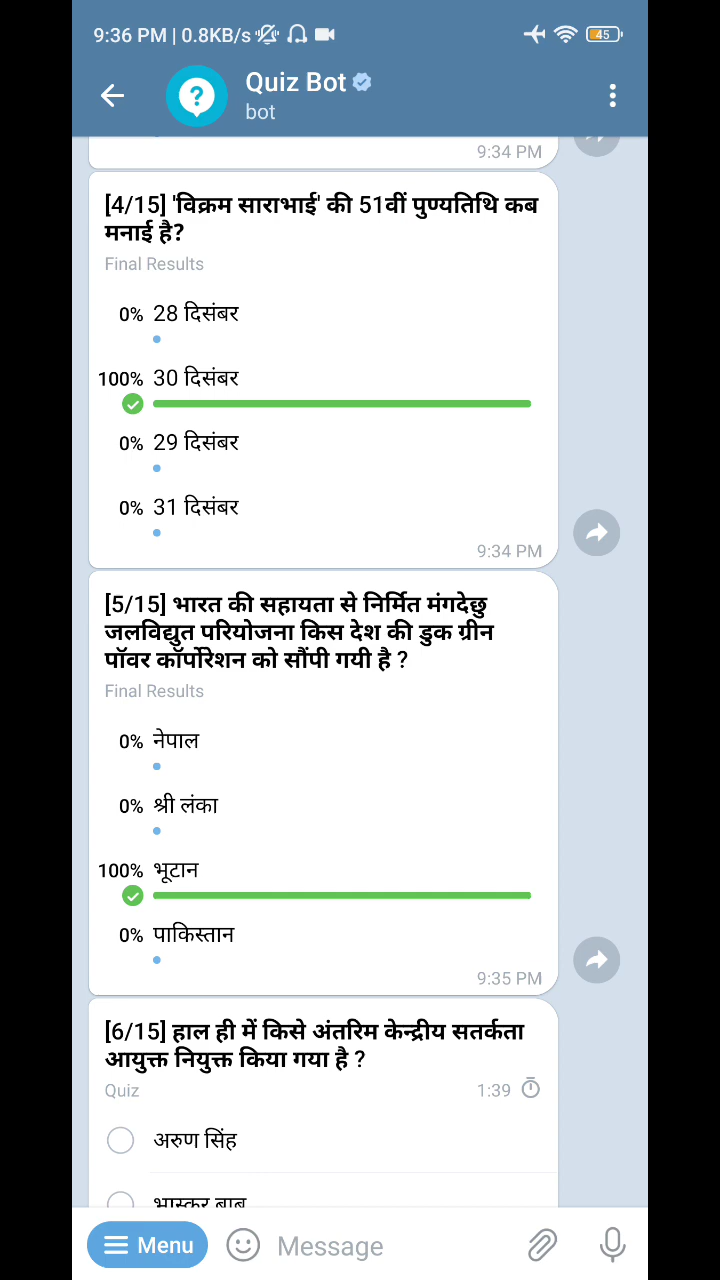 9:36 PM | 0.8KB/s
45
Quiz Bot
bot
9:34 PM
[4/15] 'विक्रम साराभाई' की 51वीं पुण्यतिथि कब
मनाई है?
Final Results
0% 28 दिसंबर
100% 30 दिसंबर
0% 29 दिसंबर
0% 31 दिसंबर
9:34 PM
[5/15] भारत की सहायता से निर्मित मंगदेछु
जलविद्युत परियोजना किस देश की डुक ग्रीन
पॉवर कॉर्पोरेशन को सौंपी गयी है ?
Final Results
0% नेपाल
0% श्री लंका
100% भूटान
0% पाकिस्तान
9:35 PM
[6/15] हाल ही में किसे अंतरिम केन्द्रीय सतर्कता
आयुक्त नियुक्त किया गया है ?
Quiz 1:39
अरुण सिंह
भास्कर बाबू
Menu Message